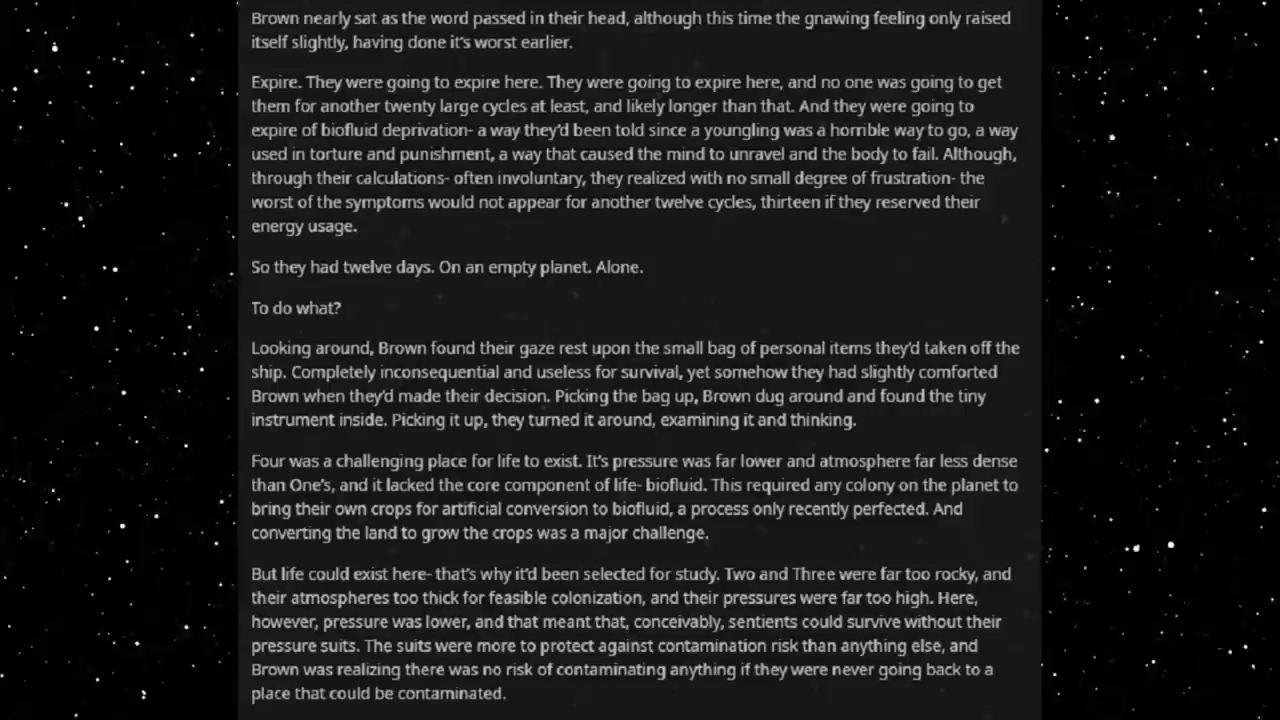 Brown nearly sat as the word passed in their head, although this time the gnawing feeling only raised
itself slightly, having done it's worst earlier.
Expire. They were going to expire here. They were going to expire here, and no one was going to get
them for another twenty large cycles at least, and likely longer than that. And they were going to
expire of biofluid deprivation- a way they'd been told since a youngling was a horrible way to go, a way
used in torture and punishment, a way that caused the mind to unravel and the body to fail. Although,
through their calculations- often involuntary, they realized with no small degree of frustration- the
worst of the symptoms would not appear for another twelve cycles, thirteen if they reserved their
energy usage.
So they had twelve days. On an empty planet. Alone.
To do what?
Looking around, Brown found their gaze rest upon the small bag of personal items they'd taken off the
ship. Completely inconsequential and useless for survival, yet somehow they had slightly comforted
Brown when they'd made their decision. Picking the bag up, Brown dug around and found the tiny
instrument inside. Picking it up, they turned it around, examining it and thinking.
Four was a challenging place for life to exist. It's pressure was far lower and atmosphere far less dense
than One's, and it lacked the core component of life- biofluid. This required any colony on the planet to
bring their own crops for artificial conversion to biofluid, a process only recently perfected. And
converting the land to grow the crops was a major challenge.
But life could exist here- that's why it'd been selected for study. Two and Three were far too rocky, and
their atmospheres too thick for feasible colonization, and their pressures were far too high. Here,
however, pressure was lower, and that meant that, conceivably, sentients could survive without their
pressure suits. The suits were more to protect against contamination risk than anything else, and
Brown was realizing there was no risk of contaminating anything if they were never going back to a
place that could be contaminated.